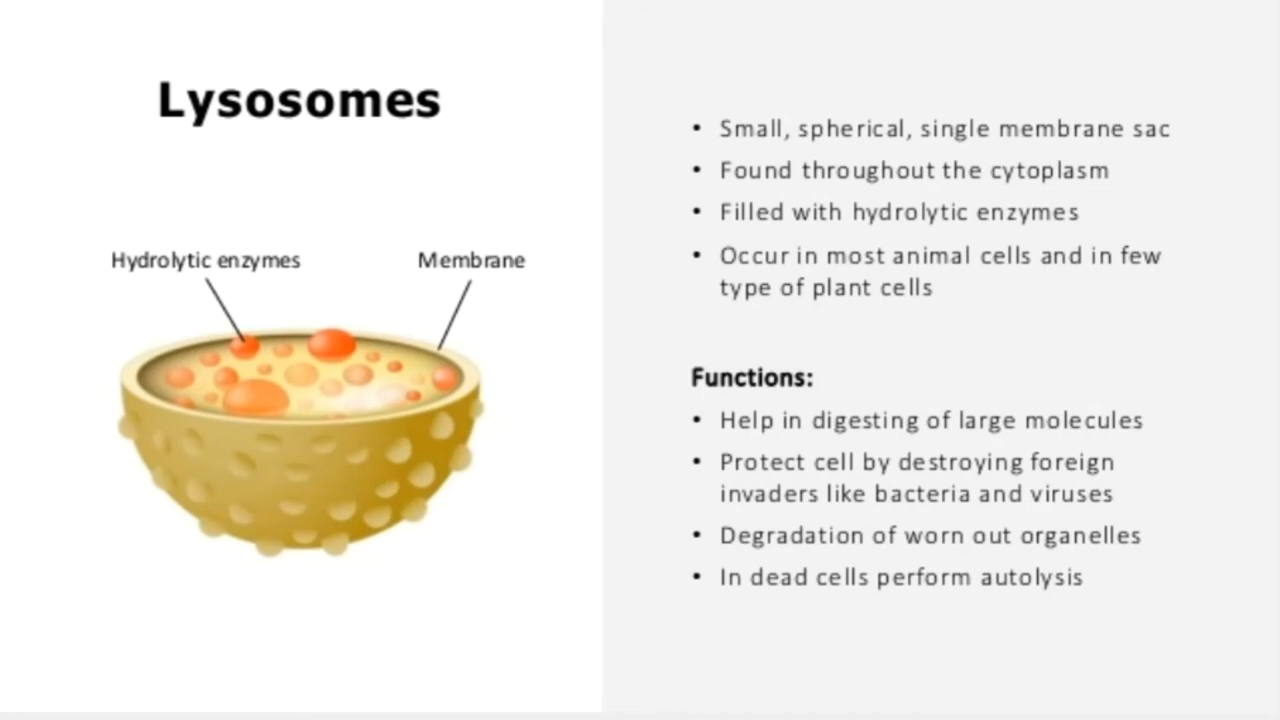 Lysosomes
Hydrolytic enzymes
Membrane
• Small, spherical, single membrane sac
• Found throughout the cytoplasm
• Filled with hydrolytic enzymes
• Occur in most animal cells and in few
type of plant cells
Functions:
• Help in digesting of large molecules
• Protect cell by destroying foreign
invaders like bacteria and viruses
• Degradation of worn out organelles
• In dead cells perform autolysis